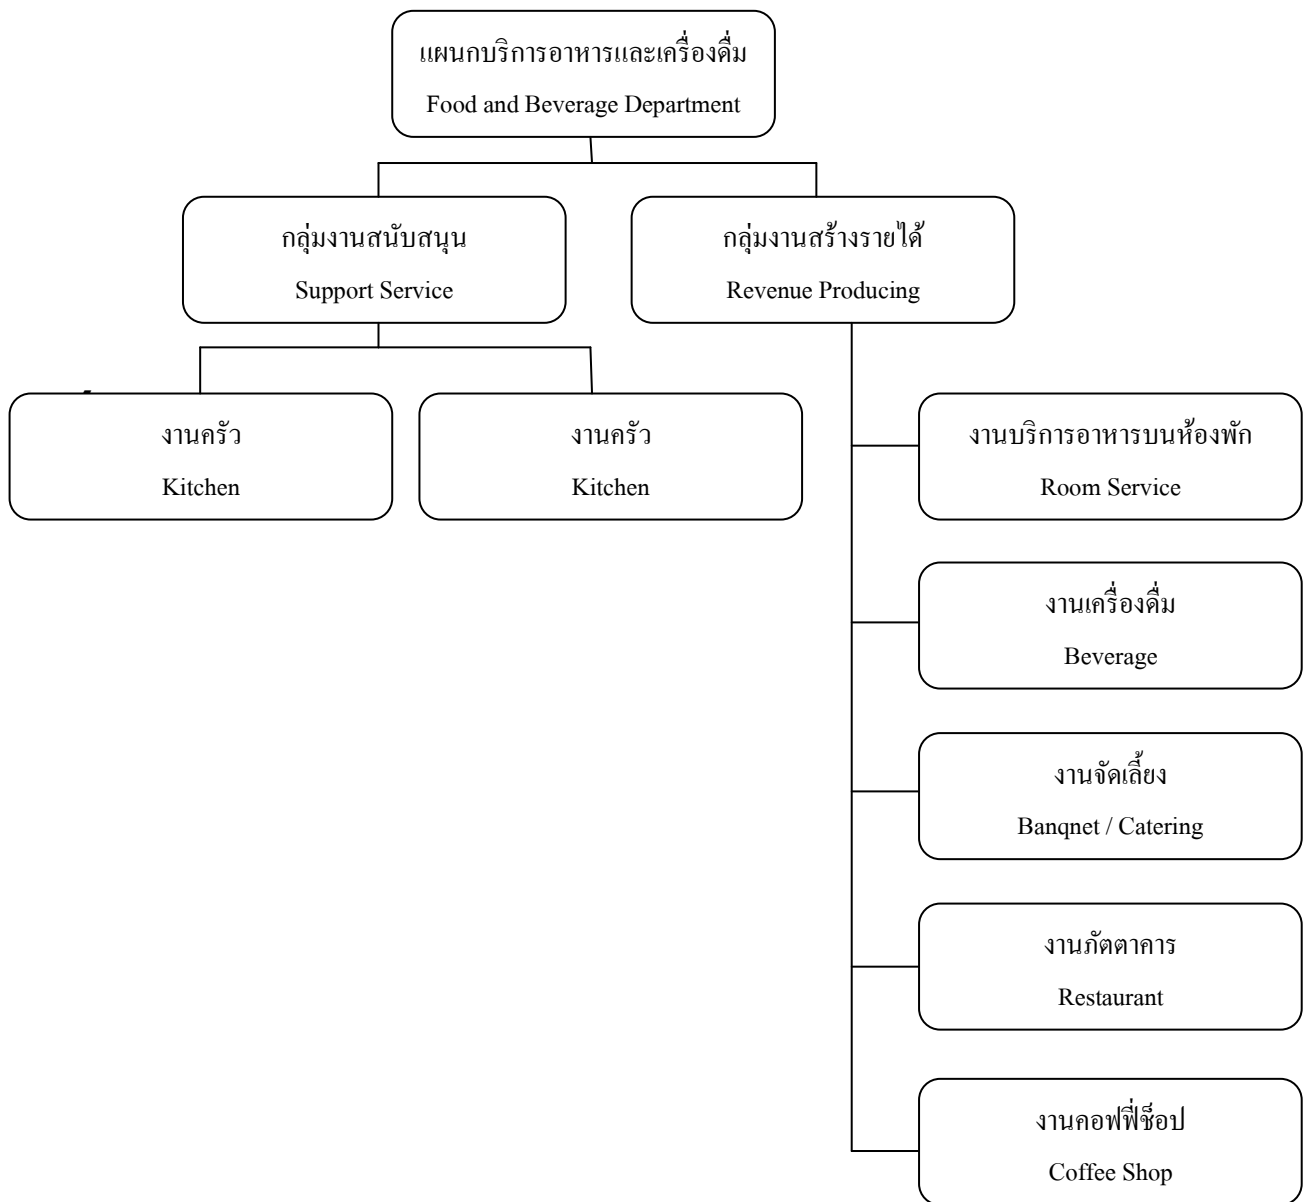 แผนกบริการอาหารและเครื่องดื่ม
Food and Beverage Department
กลุ่มงานสนับสนุน
Support Service
กลุ่มงานสร้างรายได้
Revenue Producing
งานครัว
Kitchen
งานครัว
Kitchen
งานบริการอาหารบนห้องพัก
Room Service
งานเครื่องดื่ม
Beverage
งานจัดเลี้ยง
Banqnet / Catering
งานภัตตาคาร
Restaurant
งานคอฟฟี่ช็อป
Coffee Shop